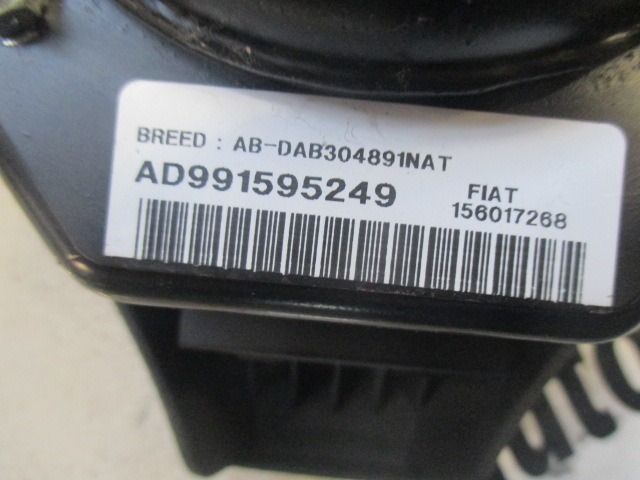 BREED : AB-DAB304891NAT
AD991595249
FIAT
156017268